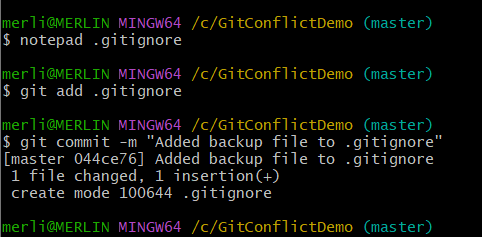 merli@MERLIN MINGW64 /c/GitConflictDemo (master)
$ notepad .gitignore
merli@MERLIN MINGW64 /c/GitConflictDemo (master)
$ git add .gitignore
merli@MERLIN MINGW64 /c/GitConflictDemo (master)
$ git commit -m "Added backup file to .gitignore"
[master 044ce76] Added backup file to .gitignore
 1 file changed, 1 insertion(+)
 create mode 100644 .gitignore
merli@MERLIN MINGW64 /c/GitConflictDemo (master)